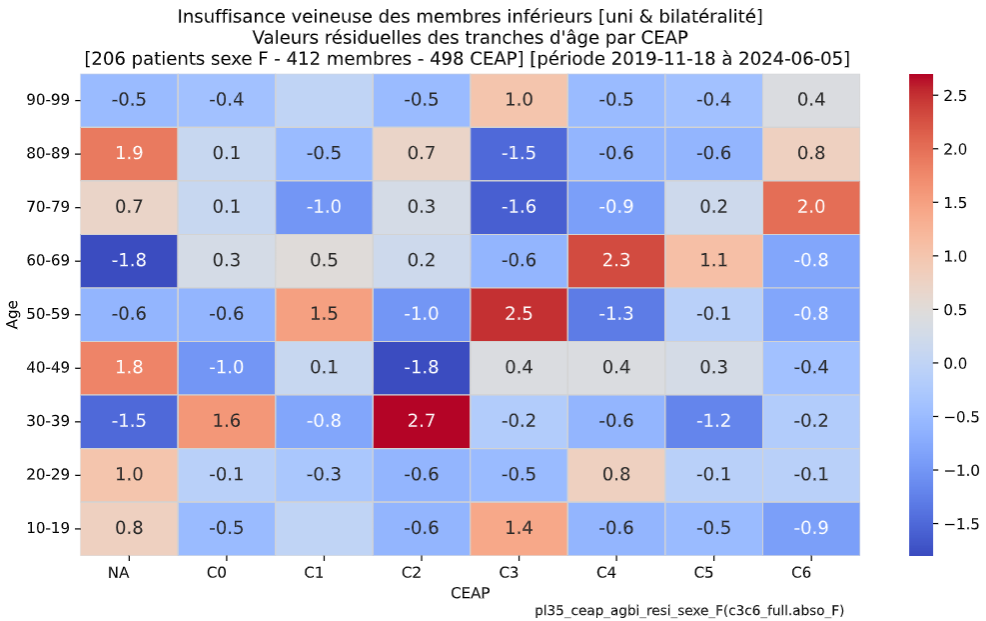 Insuffisance veineuse des membres inférieurs [uni & bilatéralité]
Valeurs résiduelles des tranches d'âge par CEAP
[206 patients sexe F - 412 membres - 498 CEAP] [période 2019-11-18 à 2024-06-05]
90-99 -0.5 -0.4 -0.5 1.0 -0.5 -0.4 0.4
80-89 1.9 0.1 -0.5 0.7 -1.5 -0.6 -0.6 0.8
70-79 0.7 0.1 -1.0 0.3 -1.6 -0.9 0.2 2.0
60-69 -1.8 0.3 0.5 0.2 -0.6 2.3 1.1 -0.8
50-59 -0.6 -0.6 1.5 -1.0 2.5 -1.3 -0.1 -0.8
40-49 1.8 -1.0 0.1 -1.8 0.4 0.4 0.3 -0.4
30-39 -1.5 1.6 -0.8 2.7 -0.2 -0.6 -1.2 -0.2
20-29 1.0 -0.1 -0.3 -0.6 -0.5 0.8 -0.1 -0.1
10-19 0.8 -0.5 -0.6 1.4 -0.6 -0.5 -0.9
Age
NA C0 C1 C2 C3 C4 C5 C6
CEAP
2.5
2.0
1.5
1.0
0.5
0.0
−0.5
−1.0
−1.5
pl35_ceap_agbi_resi_sexe_F(c3c6_full.abso_F)